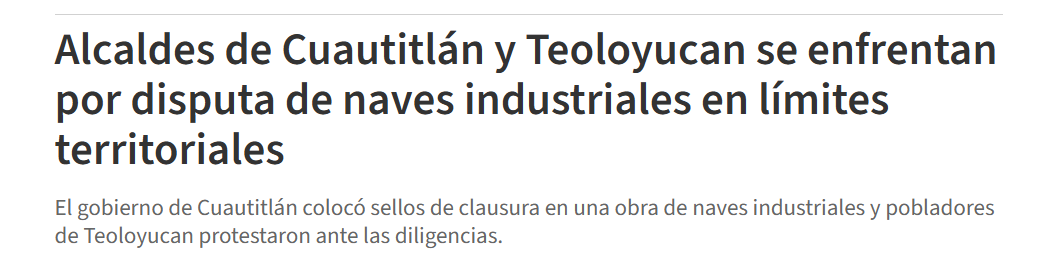 Alcaldes de Cuautitlán y Teoloyucan se enfrentan
por disputa de naves industriales en límites
territoriales
El gobierno de Cuautitlán colocó sellos de clausura en una obra de naves industriales y pobladores
de Teoloyucan protestaron ante las diligencias.